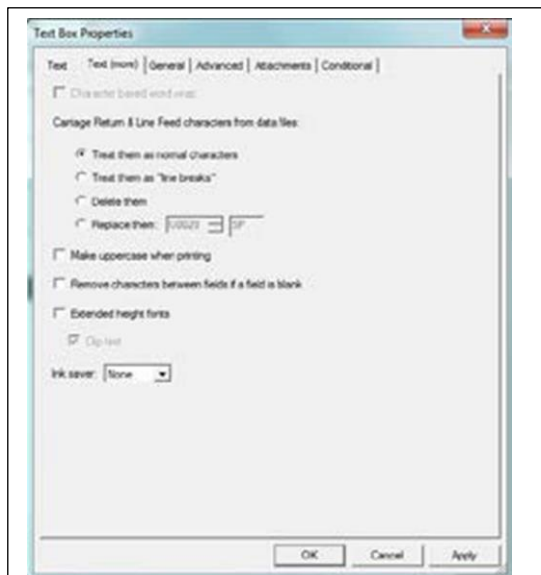 Text Box Properties
Text Text (more) General Advanced Attachments Conditional
Character based word wrap
Carriage Return & Line Feed characters from data files:
Treat them as normal characters
Treat them as "line breaks"
Delete them
Replace them: SP
Make uppercase when printing
Remove characters between fields if a field is blank
Extended height fonts
Clip text
Ink saver: None
OK Cancel Apply